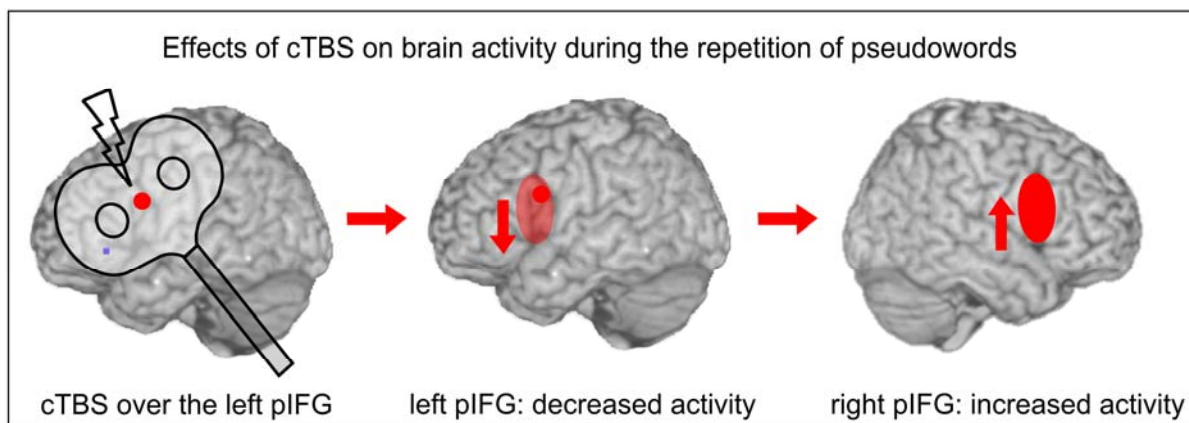 Effects of cTBS on brain activity during the repetition of pseudowords
cTBS over the left pIFG
left pIFG: decreased activity
right pIFG: increased activity